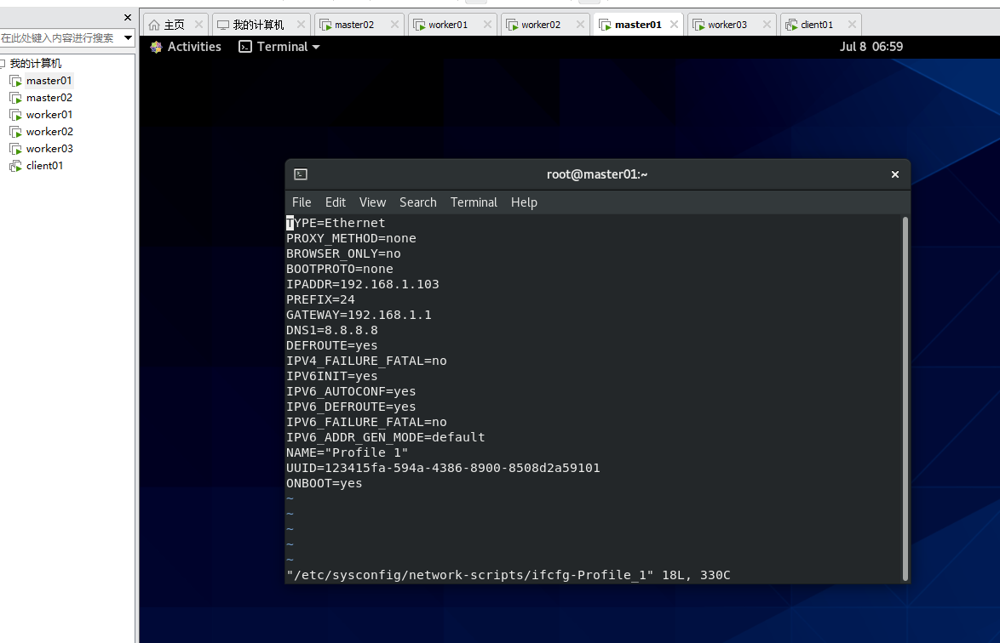 在此处键入内容进行搜索
我的计算机
master01
master02
worker01
worker02
worker03
client01
主页 我的计算机 master02 worker01 worker02 master01 worker03 client01
Activities Terminal Jul 8 06:59
root@master01:~
File Edit View Search Terminal Help
TYPE=Ethernet
PROXY_METHOD=none
BROWSER_ONLY=no
BOOTPROTO=none
IPADDR=192.168.1.103
PREFIX=24
GATEWAY=192.168.1.1
DNS1=8.8.8.8
DEFROUTE=yes
IPV4_FAILURE_FATAL=no
IPV6INIT=yes
IPV6_AUTOCONF=yes
IPV6_DEFROUTE=yes
IPV6_FAILURE_FATAL=no
IPV6_ADDR_GEN_MODE=default
NAME="Profile 1"
UUID=123415fa-594a-4386-8900-8508d2a59101
ONBOOT=yes
~
~
~
~
~
"/etc/sysconfig/network-scripts/ifcfg-Profile_1" 18L, 330C